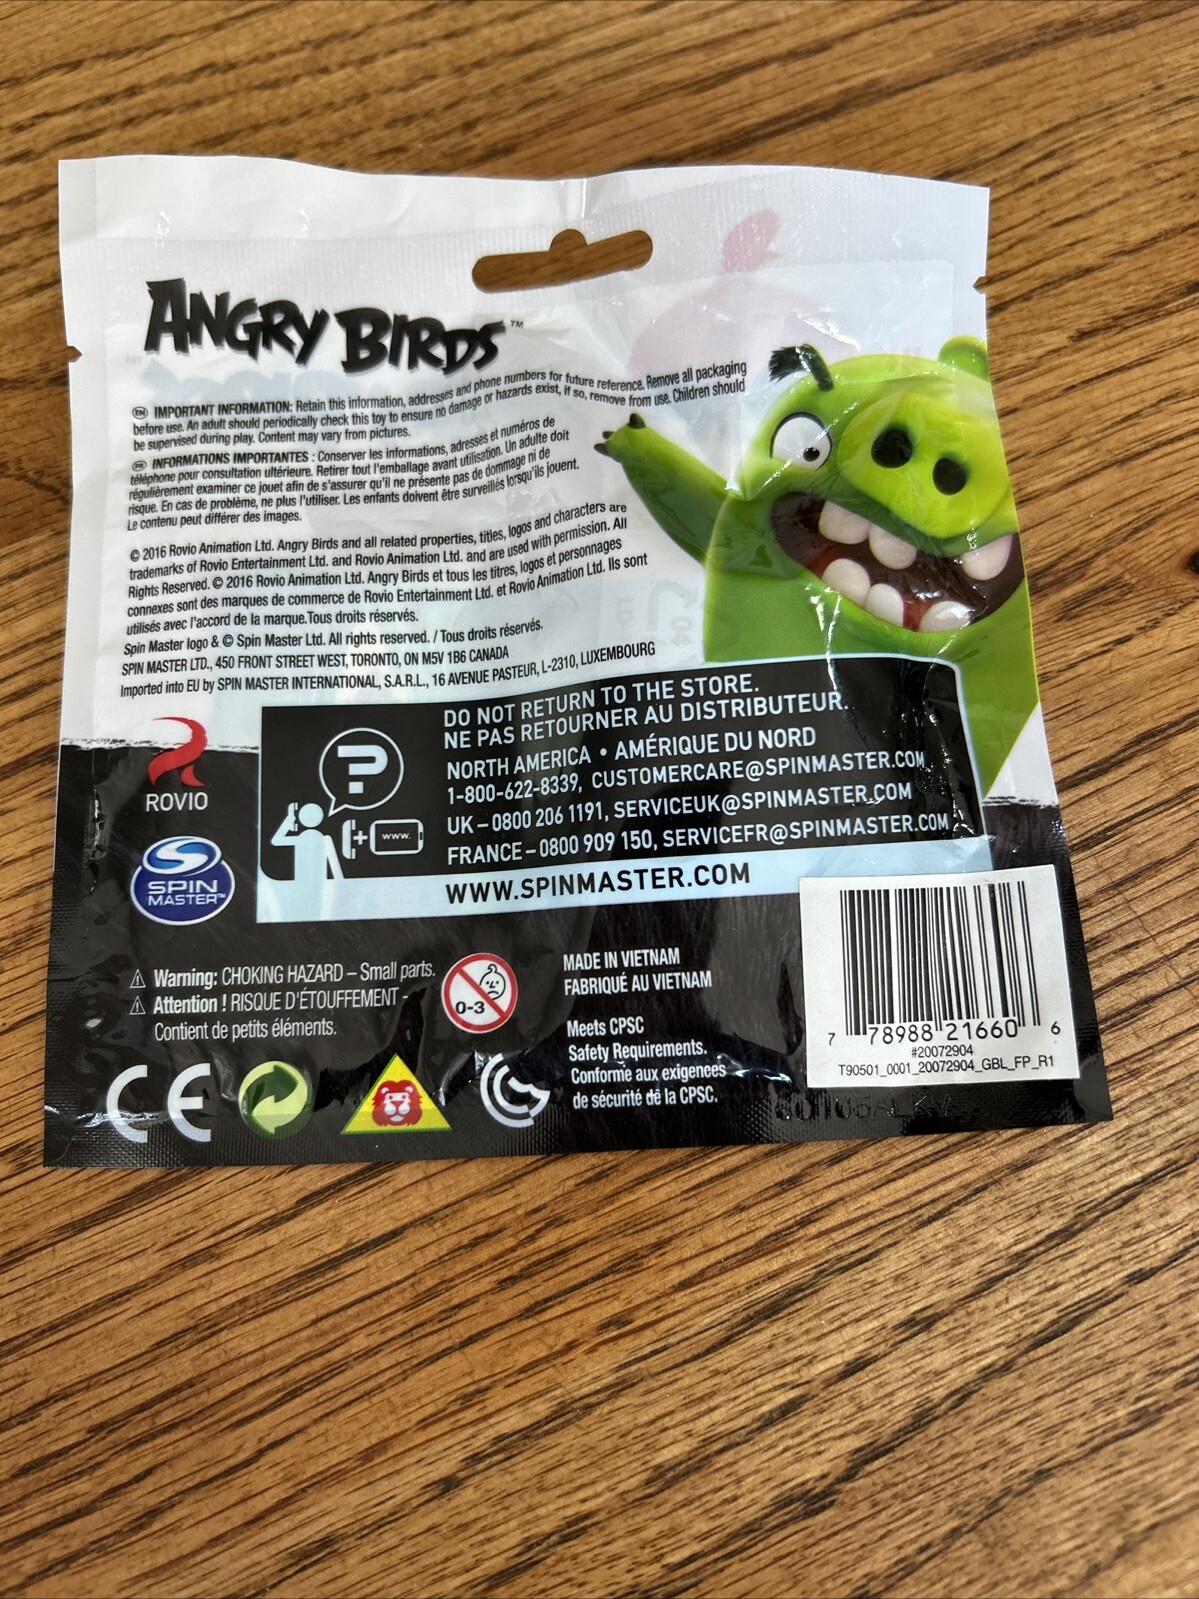 ANGRY BIRDS™
EN IMPORTANT INFORMATION: Retain this information, addresses and phone numbers for future reference. Remove all packaging
before use. An adult should periodically check this toy to ensure no damage or hazards exist, if so, remove from use. Children should
be supervised during play. Content may vary from pictures.
FR INFORMATIONS IMPORTANTES : Conserver les informations, adresses et numéros de
téléphone pour consultation ultérieure. Retirer tout l'emballage avant utilisation. Un adulte doit
régulièrement examiner ce jouet afin de s'assurer qu'il ne présente pas de dommage ni de
risque. En cas de problème, ne plus l'utiliser. Les enfants doivent être surveillés lorsqu'ils jouent.
Le contenu peut différer des images.
© 2016 Rovio Animation Ltd. Angry Birds and all related properties, titles, logos and characters are
trademarks of Rovio Entertainment Ltd. and Rovio Animation Ltd. and are used with permission. All
Rights Reserved. © 2016 Rovio Animation Ltd. Angry Birds et tous les titres, logos et personnages
connexes sont des marques de commerce de Rovio Entertainment Ltd. et Rovio Animation Ltd. Ils sont
utilisés avec l'accord de la marque.Tous droits réservés.
Spin Master logo & © Spin Master Ltd. All rights reserved. / Tous droits réservés.
SPIN MASTER LTD., 450 FRONT STREET WEST, TORONTO, ON M5V 1B6 CANADA
Imported into EU by SPIN MASTER INTERNATIONAL, S.A.R.L., 16 AVENUE PASTEUR, L-2310, LUXEMBOURG
ROVIO
SPIN
MASTER™
?
+ www.
DO NOT RETURN TO THE STORE.
NE PAS RETOURNER AU DISTRIBUTEUR.
NORTH AMERICA • AMÉRIQUE DU NORD
1-800-622-8339, CUSTOMERCARE@SPINMASTER.COM
UK – 0800 206 1191, SERVICEUK@SPINMASTER.COM
FRANCE – 0800 909 150, SERVICEFR@SPINMASTER.COM
WWW.SPINMASTER.COM
⚠ Warning: CHOKING HAZARD – Small parts.
⚠ Attention ! RISQUE D'ÉTOUFFEMENT -
Contient de petits éléments.
0-3
CE
MADE IN VIETNAM
FABRIQUÉ AU VIETNAM
Meets CPSC
Safety Requirements.
Conforme aux exigences
de sécurité de la CPSC.
7 78988 21660 6
#20072904
T90501_0001_20072904_GBL_FP_R1